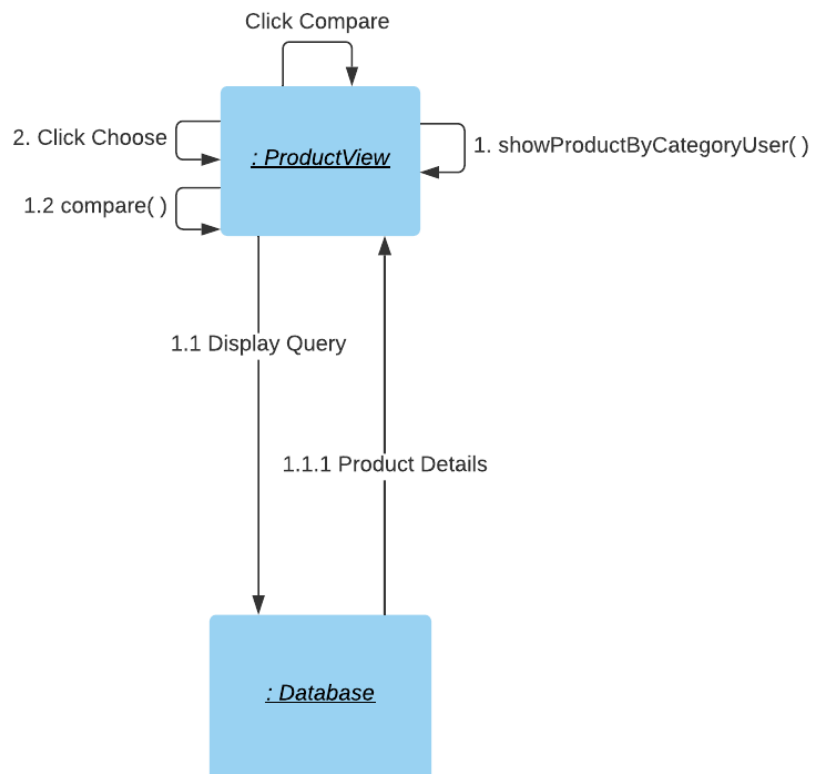 Click Compare
2. Click Choose
: ProductView
1. showProductByCategoryUser( )
1.2 compare( )
1.1 Display Query
1.1.1 Product Details
: Database